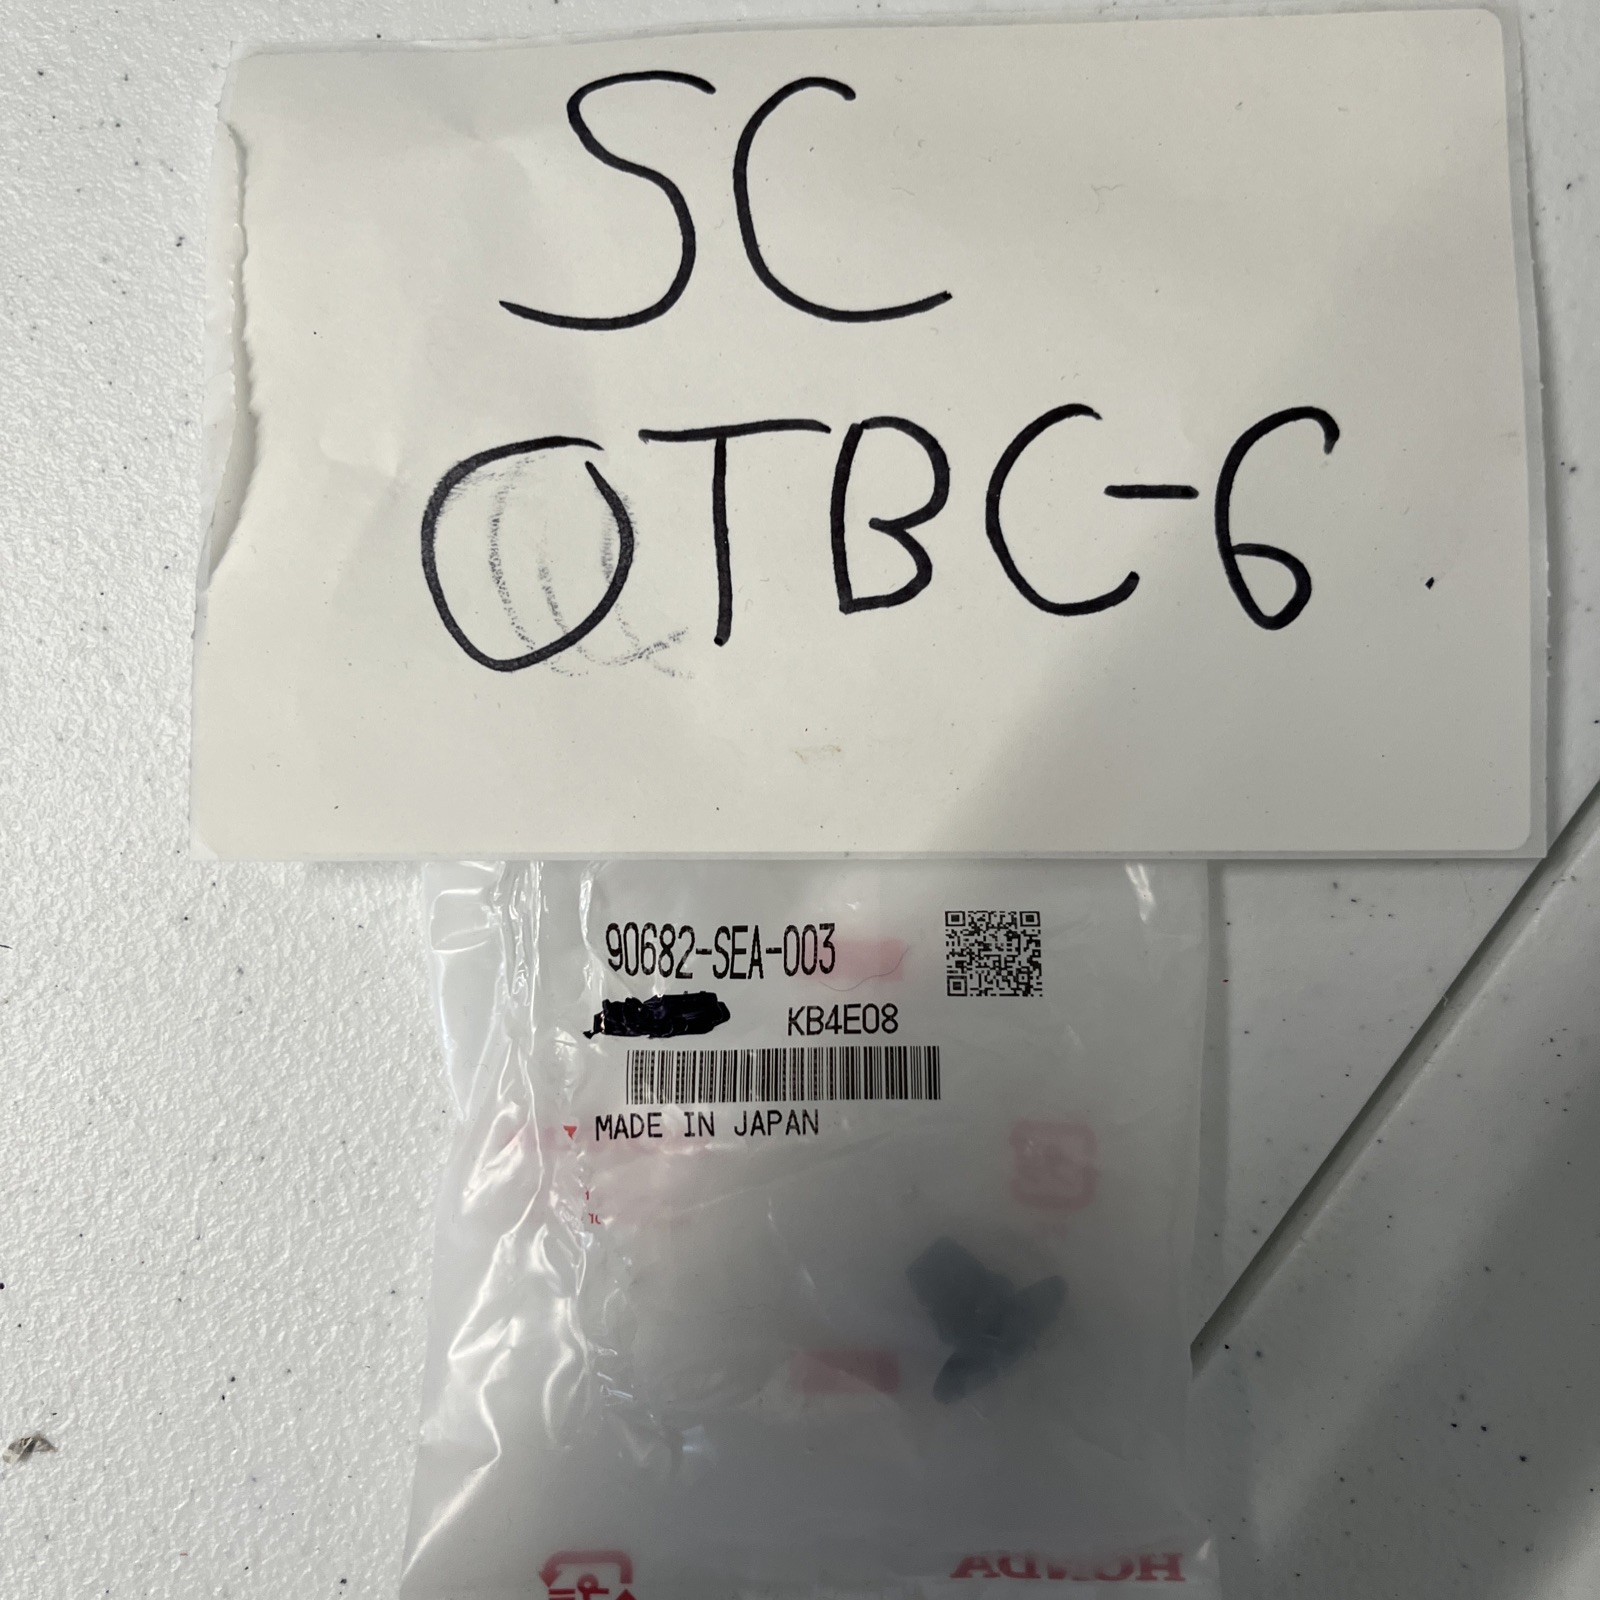 SC
OTBC-6
90682-SEA-003
KB4E08
MADE IN JAPAN
HONDA